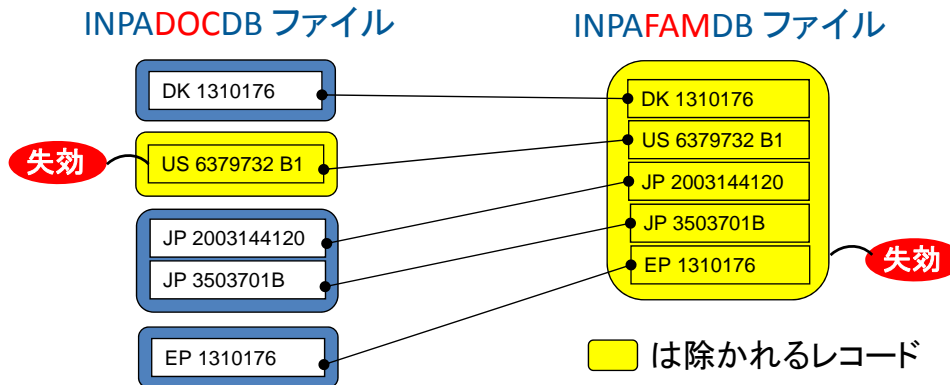 INPADOCDB ファイル
INPAFAMDB ファイル
DK 1310176
失効
US 6379732 B1
JP 2003144120
JP 3503701B
EP 1310176
DK 1310176
US 6379732 B1
JP 2003144120
JP 3503701B
EP 1310176
失効
は除かれるレコード